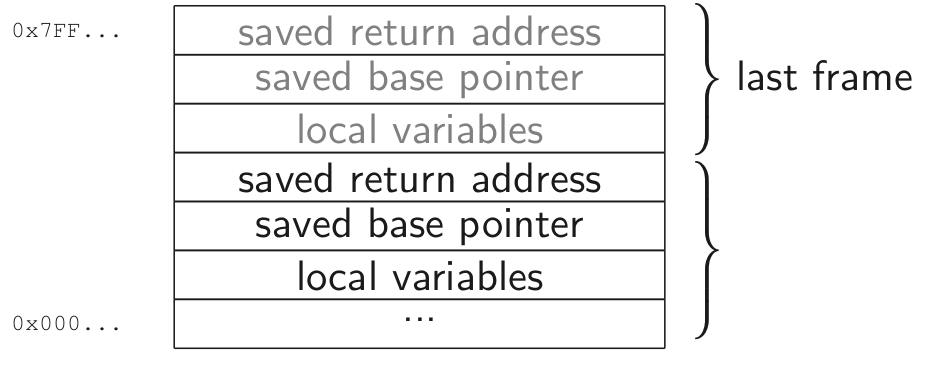 0x7FF... saved return address
saved base pointer
last frame
local variables
saved return address
saved base pointer
local variables
0x000... ...